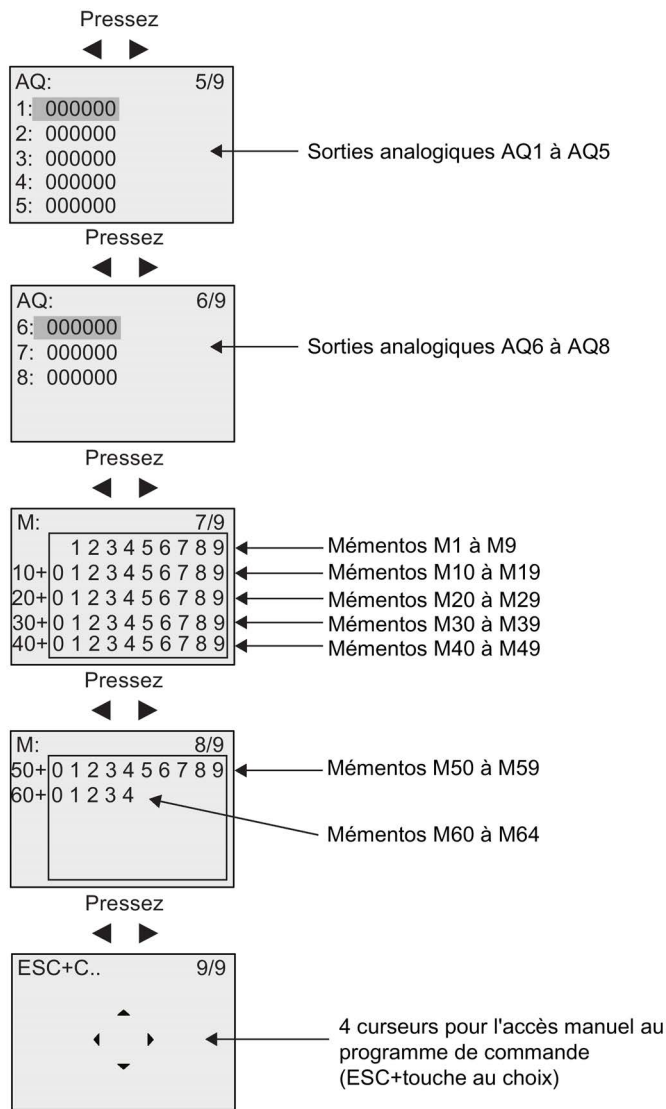 Pressez
AQ: 5/9
1: 000000
2: 000000
3: 000000
4: 000000
5: 000000
Sorties analogiques AQ1 à AQ5
Pressez
AQ: 6/9
6: 000000
7: 000000
8: 000000
Sorties analogiques AQ6 à AQ8
Pressez
M: 7/9
1 2 3 4 5 6 7 8 9 Mémentos M1 à M9
10+0 1 2 3 4 5 6 7 8 9 Mémentos M10 à M19
20+0 1 2 3 4 5 6 7 8 9 Mémentos M20 à M29
30+0 1 2 3 4 5 6 7 8 9 Mémentos M30 à M39
40+0 1 2 3 4 5 6 7 8 9 Mémentos M40 à M49
Pressez
M: 8/9
50+0 1 2 3 4 5 6 7 8 9 Mémentos M50 à M59
60+0 1 2 3 4
Mémentos M60 à M64
Pressez
ESC+C.. 9/9
4 curseurs pour l'accès manuel au
programme de commande
(ESC+touche au choix)